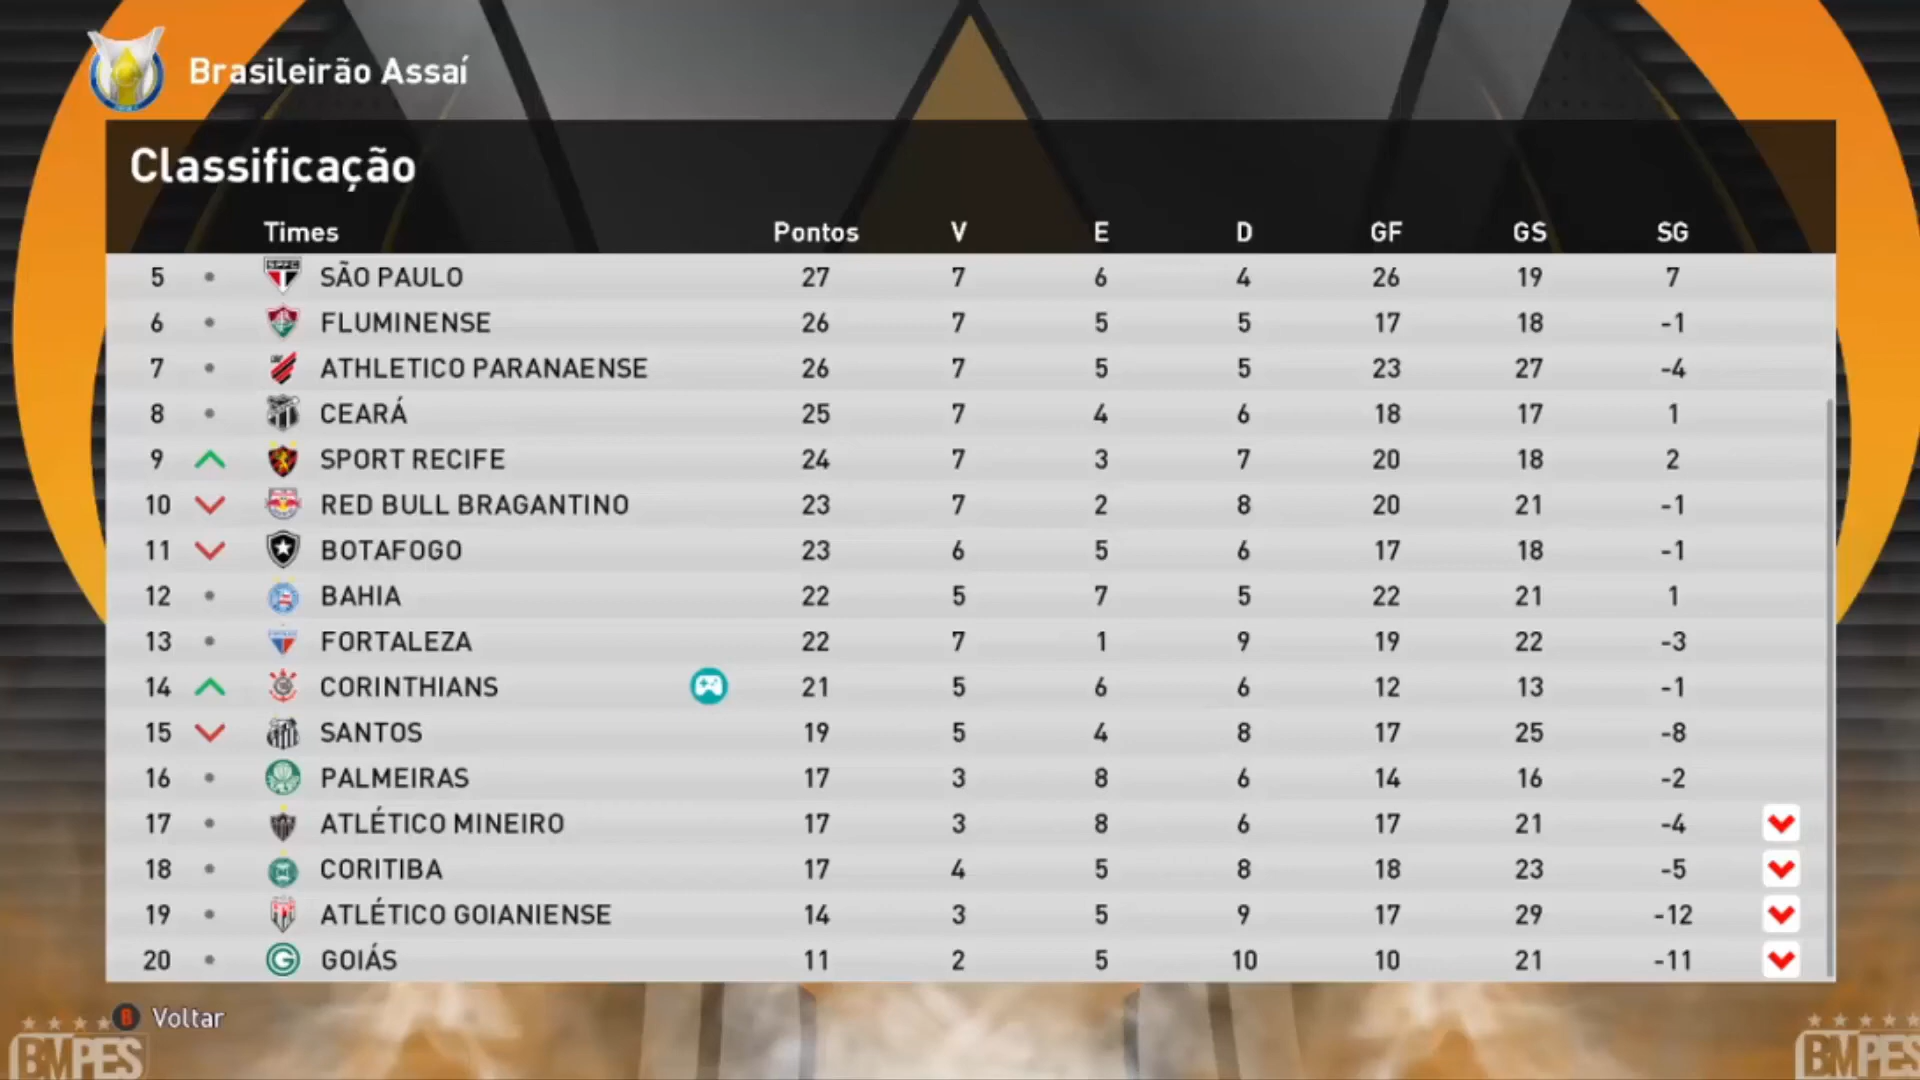 Brasileirão Assaí
Classificação
Times Pontos V E D GF GS SG
5 SÃO PAULO 27 7 6 4 26 19 7
6 FLUMINENSE 26 7 5 5 17 18 -1
7 ATHLETICO PARANAENSE 26 7 5 5 23 27 -4
8 CEARÁ 25 7 4 6 18 17 1
9 SPORT RECIFE 24 7 3 7 20 18 2
10 RED BULL BRAGANTINO 23 7 2 8 20 21 -1
11 BOTAFOGO 23 6 5 6 17 18 -1
12 BAHIA 22 5 7 5 22 21 1
13 FORTALEZA 22 7 1 9 19 22 -3
14 CORINTHIANS 21 5 6 6 12 13 -1
15 SANTOS 19 5 4 8 17 25 -8
16 PALMEIRAS 17 3 8 6 14 16 -2
17 ATLÉTICO MINEIRO 17 3 8 6 17 21 -4
18 CORITIBA 17 4 5 8 18 23 -5
19 ATLÉTICO GOIANIENSE 14 3 5 9 17 29 -12
20 GOIÁS 11 2 5 10 10 21 -11
B Voltar
BMPES BMPES